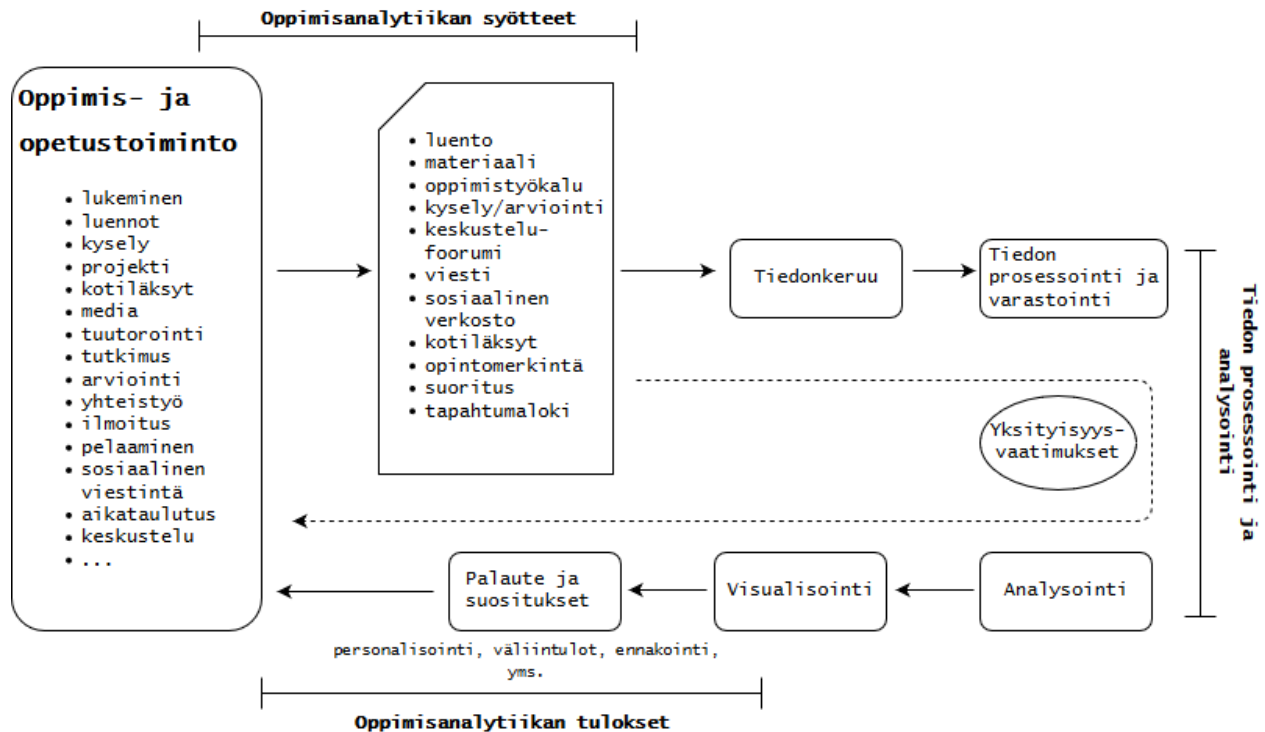 Oppimisanalytiikan syötteet
Oppimis- ja
opetustoiminto
• lukeminen
• luennot
• kysely
• projekti
• kotiläksyt
• media
• tuutorointi
• tutkimus
• arviointi
• yhteistyö
• ilmoitus
• pelaaminen
• sosiaalinen
viestintä
• aikataulutus
• keskustelu
• ...
• luento
• materiaali
• oppimistyökalu
• kysely/arviointi
• keskustelu-
foorumi
• viesti
• sosiaalinen
verkosto
• kotiläksyt
• opintomerkintä
• suoritus
• tapahtumaloki
Tiedonkeruu
Tiedon
prosessointi ja
varastointi
Tiedon prosessointi ja
analysointi
Yksityisyys-
vaatimukset
Analysointi
Visualisointi
Palaute ja
suositukset
personalisointi, väliintulot, ennakointi,
yms.
Oppimisanalytiikan tulokset